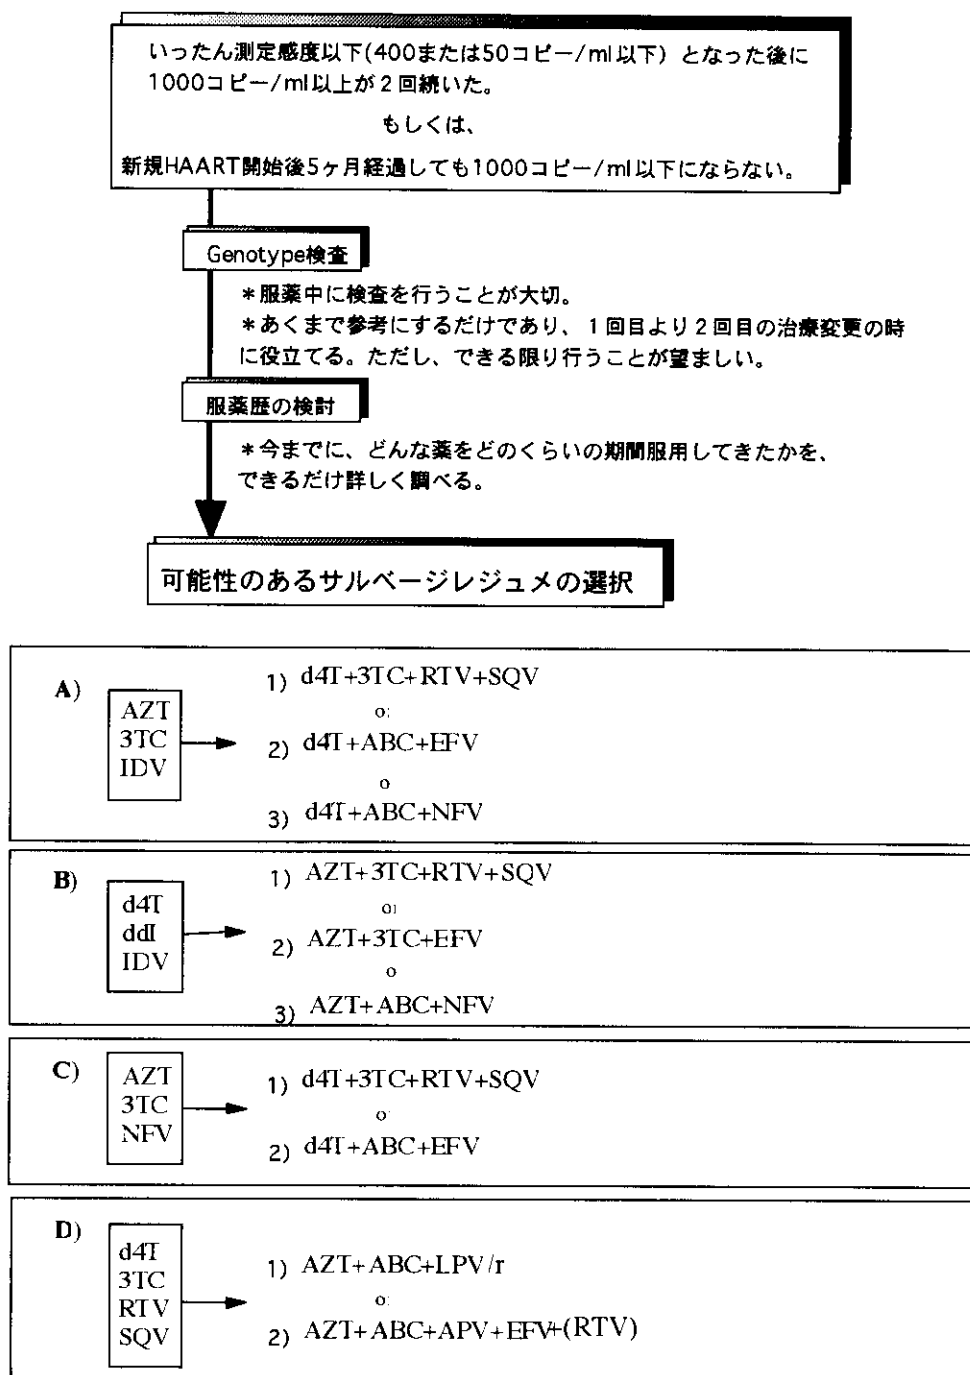 いったん測定感度以下(400または50コピー/ml以下）となった後に
1000コピー/ml以上が２回続いた。
もしくは、
新規HAART開始後5ヶ月経過しても1000コピー/ml以下にならない。
Genotype検査
＊服薬中に検査を行うことが大切。
＊あくまで参考にするだけであり、１回目より２回目の治療変更の時
に役立てる。ただし、できる限り行うことが望ましい。
服薬歴の検討
＊今までに、どんな薬をどのくらいの期間服用してきたかを、
できるだけ詳しく調べる。
可能性のあるサルベージレジュメの選択
A)
AZT
3TC
IDV
1) d4T+3TC+RTV+SQV
o
2) d4T+ABC+EFV
o
3) d4T+ABC+NFV
B)
d4T
ddI
IDV
1) AZT+3TC+RTV+SQV
or
2) AZT+3TC+EFV
o
3) AZT+ABC+NFV
C)
AZT
3TC
NFV
1) d4T+3TC+RTV+SQV
o
2) d4T+ABC+EFV
D)
d4T
3TC
RTV
SQV
1) AZT+ABC+LPV/r
o
2) AZT+ABC+APV+EFV+(RTV)